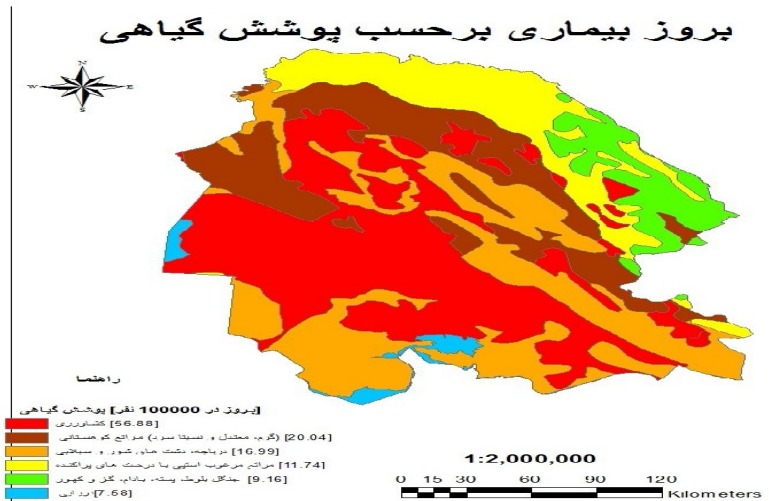 بروز بیماری برحسب پوشش گیاهی
N
W E
S
راهنما
[بروز در 100000 نفر] پوشش گیاهی
[56.88] کشاورزی
[20.04] (گرم، معتدل و نسبتا سرد) مراتع کوهستانی
[16.99] دریاچه، دشت های شور و سیلابی
[11.74] مراتع مرغوب استپی با درخت های پراکنده
[9.16] جنگل بلوط، پسته، بادام، گز و کهور
[7.58]
1:2,000,000
0 15 30 60 90 120
Kilometers